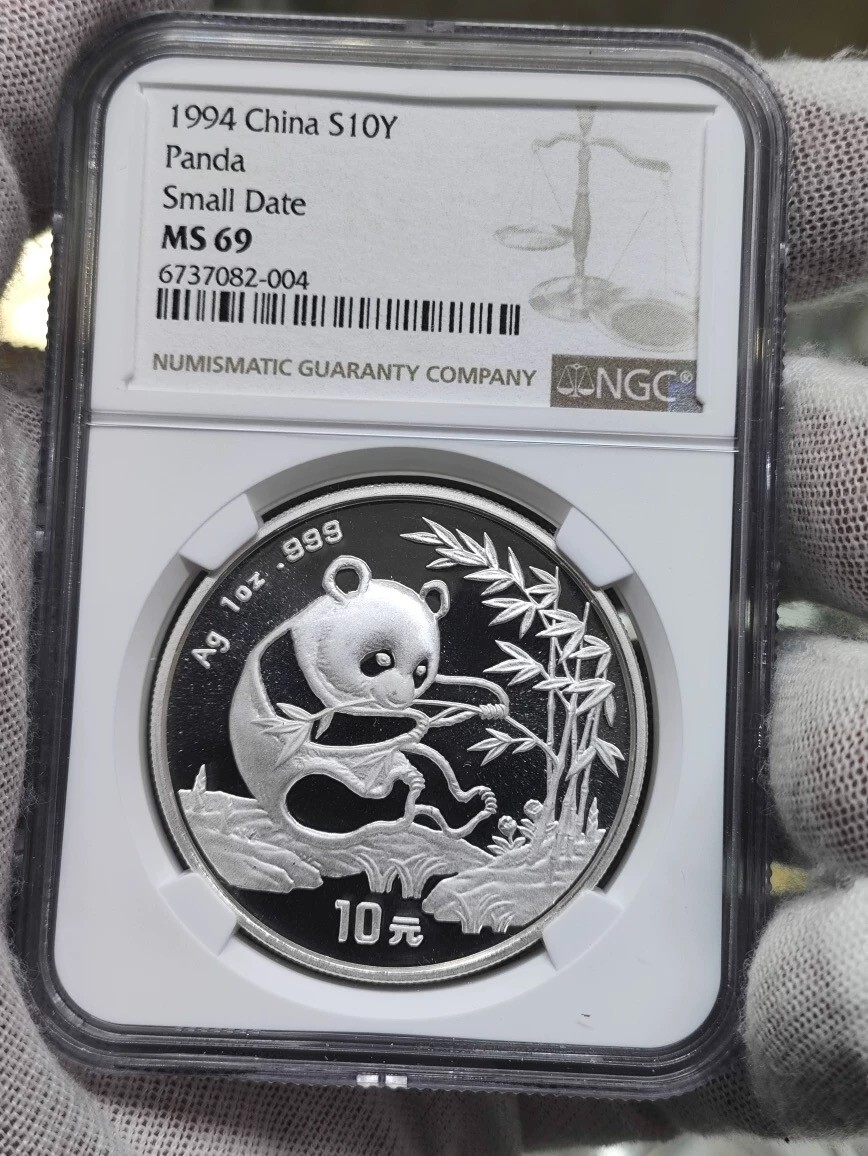 1994 China S10Y
Panda
Small Date
MS 69
6737082-004
NUMISMATIC GUARANTY COMPANY
NGC®
Ag 1oz .999
10元